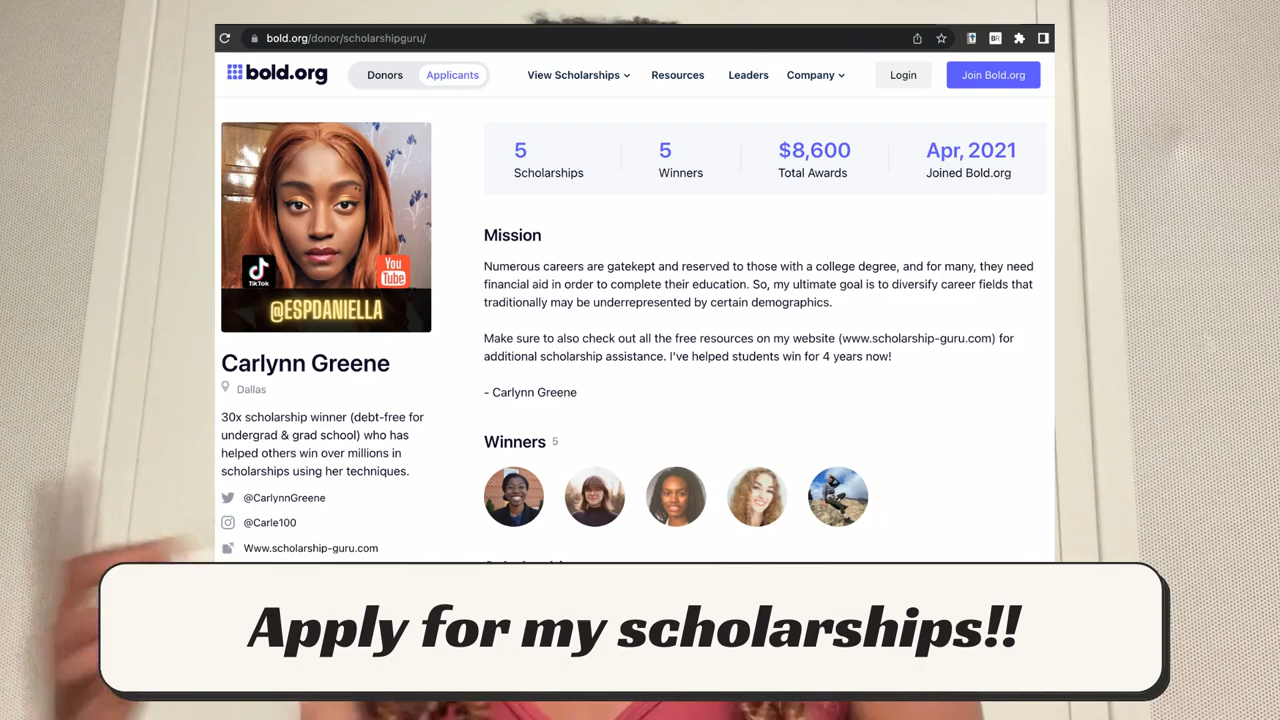 bold.org/donor/scholarshipguru/
BR
bold.org
Donors
Applicants
View Scholarships
Resources
Leaders
Company
Login
Join Bold.org
TikTok
You
Tube
@ESPDANIELLA
Carlynn Greene
Dallas
30x scholarship winner (debt-free for
undergrad & grad school) who has
helped others win over millions in
scholarships using her techniques.
@CarlynnGreene
@Carle100
Www.scholarship-guru.com
5
Scholarships
5
Winners
$8,600
Total Awards
Apr, 2021
Joined Bold.org
Mission
Numerous careers are gatekept and reserved to those with a college degree, and for many, they need
financial aid in order to complete their education. So, my ultimate goal is to diversify career fields that
traditionally may be underrepresented by certain demographics.
Make sure to also check out all the free resources on my website (www.scholarship-guru.com) for
additional scholarship assistance. I've helped students win for 4 years now!
- Carlynn Greene
Winners 5
Apply for my scholarships!!